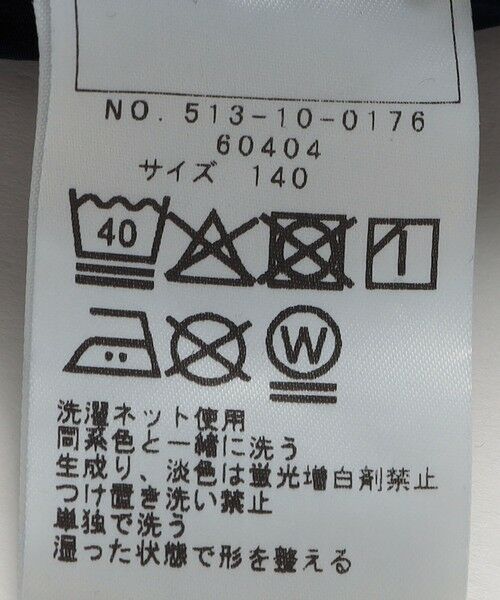 NO. 513-10-0176
60404
サイズ 140
40
W
洗濯ネット使用
同系色と一緒に洗う
生成り、淡色は蛍光増白剤禁止
つけ置き洗い禁止
単独で洗う
湿った状態で形を整える